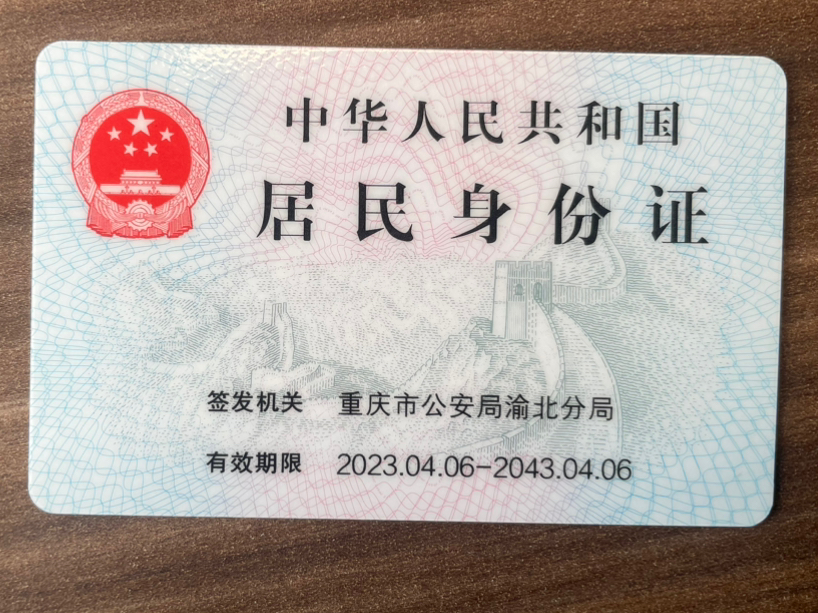 中华人民共和国
居民身份证
签发机关 重庆市公安局渝北分局
有效期限 2023.04.06-2043.04.06